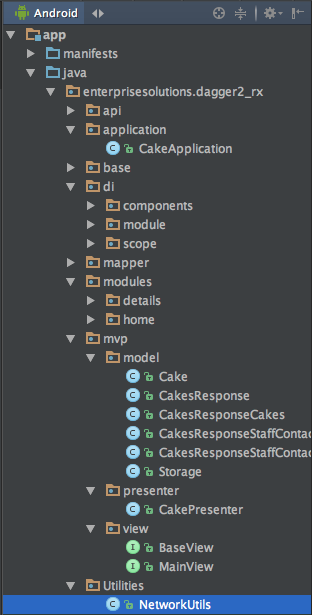 Android
app
manifests
java
enterprisesolutions.dagger2_rx
api
application
CakeApplication
base
di
components
module
scope
mapper
modules
details
home
mvp
model
Cake
CakesResponse
CakesResponseCakes
CakesResponseStaffContac
CakesResponseStaffContac
Storage
presenter
CakePresenter
view
BaseView
MainView
Utilities
NetworkUtils